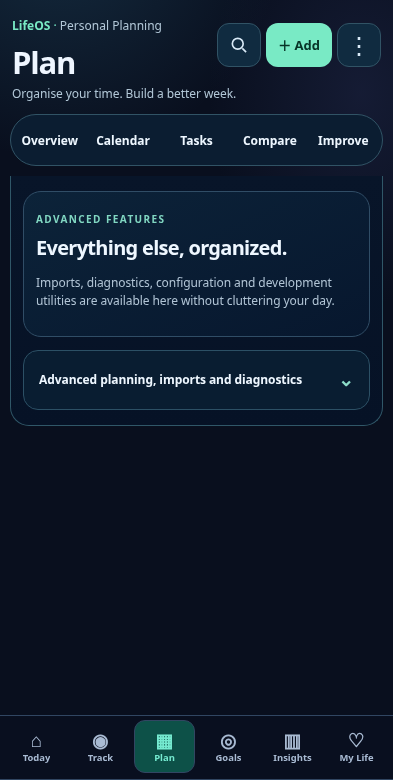 LifeOS · Personal Planning
Plan
Organise your time. Build a better week.
+ Add
Overview Calendar Tasks Compare Improve
ADVANCED FEATURES
Everything else, organized.
Imports, diagnostics, configuration and development
utilities are available here without cluttering your day.
Advanced planning, imports and diagnostics
Today Track Plan Goals Insights My Life